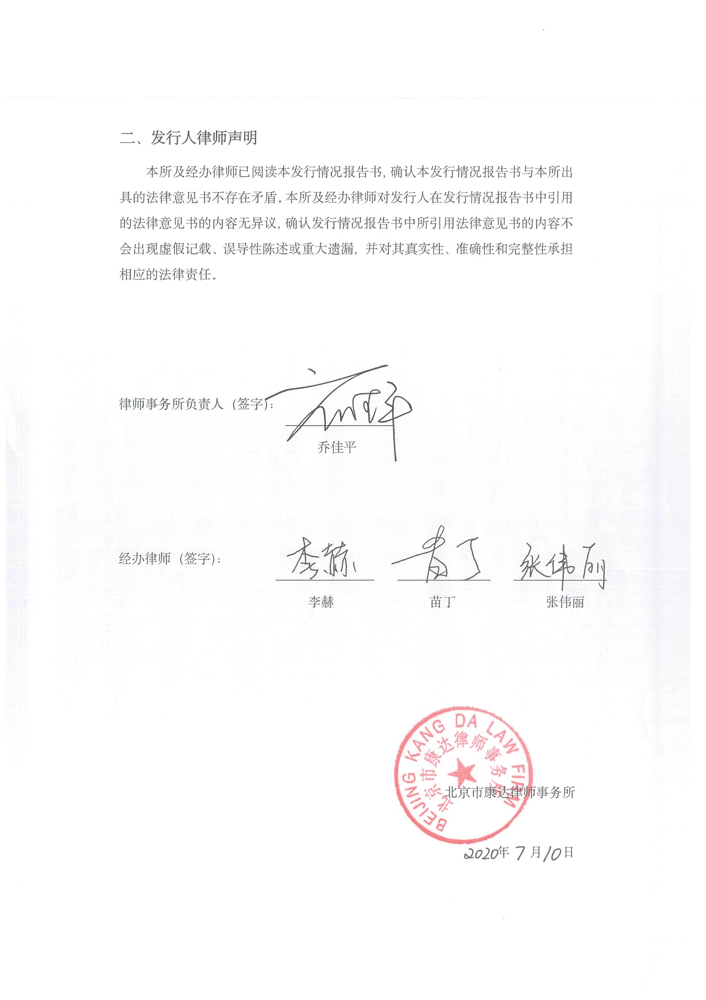 二、发行人律师声明
本所及经办律师已阅读本发行情况报告书,确认本发行情况报告书与本所出
具的法律意见书不存在矛盾。本所及经办律师对发行人在发行情况报告书中引用
的法律意见书的内容无异议,确认发行情况报告书中所引用法律意见书的内容不
会出现虚假记载、误导性陈述或重大遗漏,并对其真实性、准确性和完整性承担
相应的法律责任。
律师事务所负责人(签字): 乔佳平
乔佳平
经办律师(签字): 李赫 苗丁 张伟丽
李赫 苗丁 张伟丽
BEIJING KANG DA LAW FIRM
北京市康达律师事务所
北京市康达律师事务所
2020年7月10日